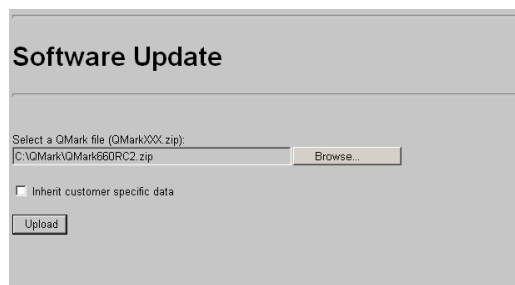 Software Update
Select a QMark file (QMarkXXX.zip):
C:\QMark\QMark660RC2.zip
Browse...
Inherit customer specific data
Upload